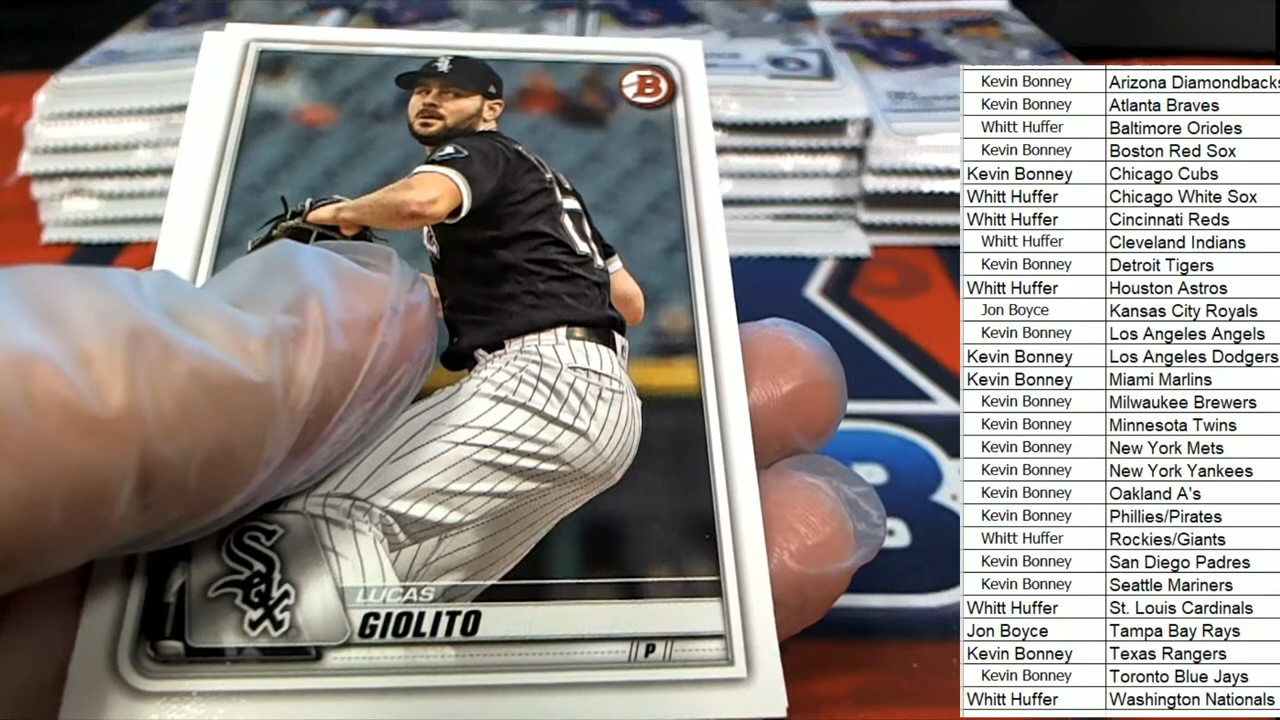 B
Sox
LUCAS
GIOLITO
P
B
Kevin Bonney Arizona Diamondbacks
Kevin Bonney Atlanta Braves
Whitt Huffer Baltimore Orioles
Kevin Bonney Boston Red Sox
Kevin Bonney Chicago Cubs
Whitt Huffer Chicago White Sox
Whitt Huffer Cincinnati Reds
Whitt Huffer Cleveland Indians
Kevin Bonney Detroit Tigers
Whitt Huffer Houston Astros
Jon Boyce Kansas City Royals
Kevin Bonney Los Angeles Angels
Kevin Bonney Los Angeles Dodgers
Kevin Bonney Miami Marlins
Kevin Bonney Milwaukee Brewers
Kevin Bonney Minnesota Twins
Kevin Bonney New York Mets
Kevin Bonney New York Yankees
Kevin Bonney Oakland A's
Kevin Bonney Phillies/Pirates
Whitt Huffer Rockies/Giants
Kevin Bonney San Diego Padres
Kevin Bonney Seattle Mariners
Whitt Huffer St. Louis Cardinals
Jon Boyce Tampa Bay Rays
Kevin Bonney Texas Rangers
Kevin Bonney Toronto Blue Jays
Whitt Huffer Washington Nationals